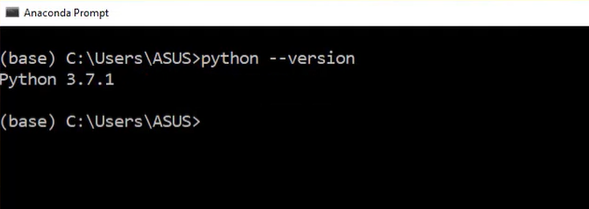 Anaconda Prompt
(base) C:\Users\ASUS>python --version
Python 3.7.1
(base) C:\Users\ASUS>